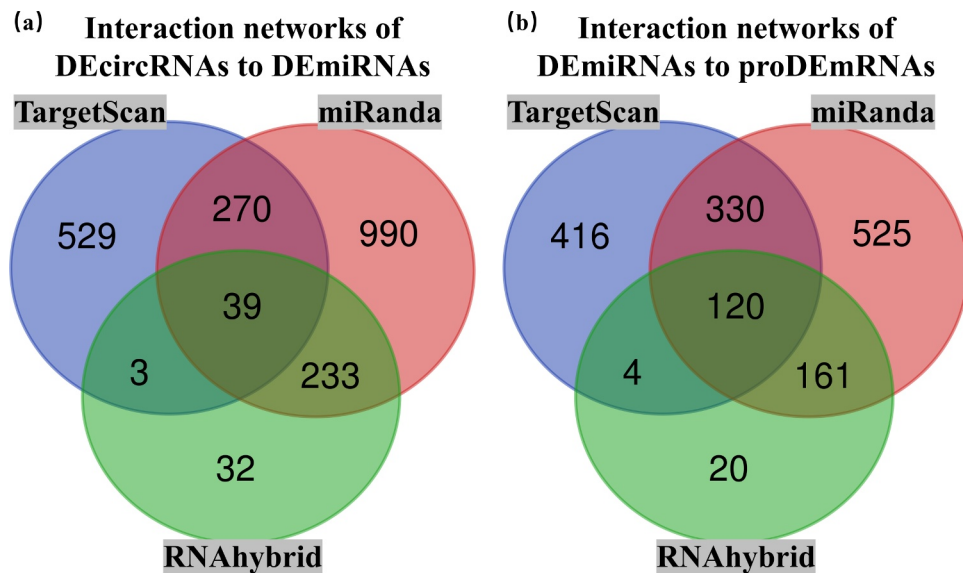 (a) Interaction networks of
DEcircRNAs to DEmiRNAs
TargetScan miRanda
529 270 990
39
3 233
32
RNAhybrid
(b) Interaction networks of
DEmiRNAs to proDEmRNAs
TargetScan miRanda
416 330 525
120
4 161
20
RNAhybrid